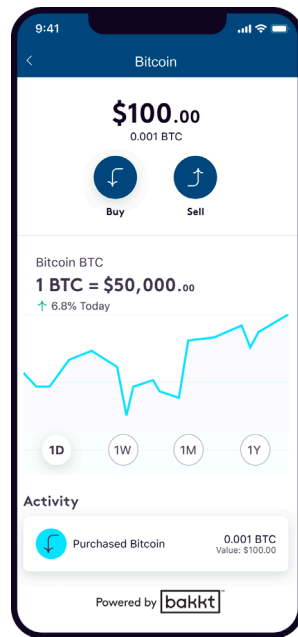 9:41
Bitcoin
$100.00
0.001 BTC
Buy Sell
Bitcoin BTC
1 BTC = $50,000.00
↑ 6.8% Today
1D 1W 1M 1Y
Activity
Purchased Bitcoin 0.001 BTC
Value: $100.00
Powered by bakkt